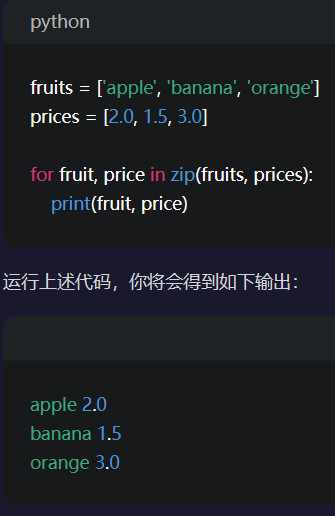 python
fruits = ['apple', 'banana', 'orange']
prices = [2.0, 1.5, 3.0]
for fruit, price in zip(fruits, prices):
print(fruit, price)
运行上述代码，你将会得到如下输出：
apple 2.0
banana 1.5
orange 3.0